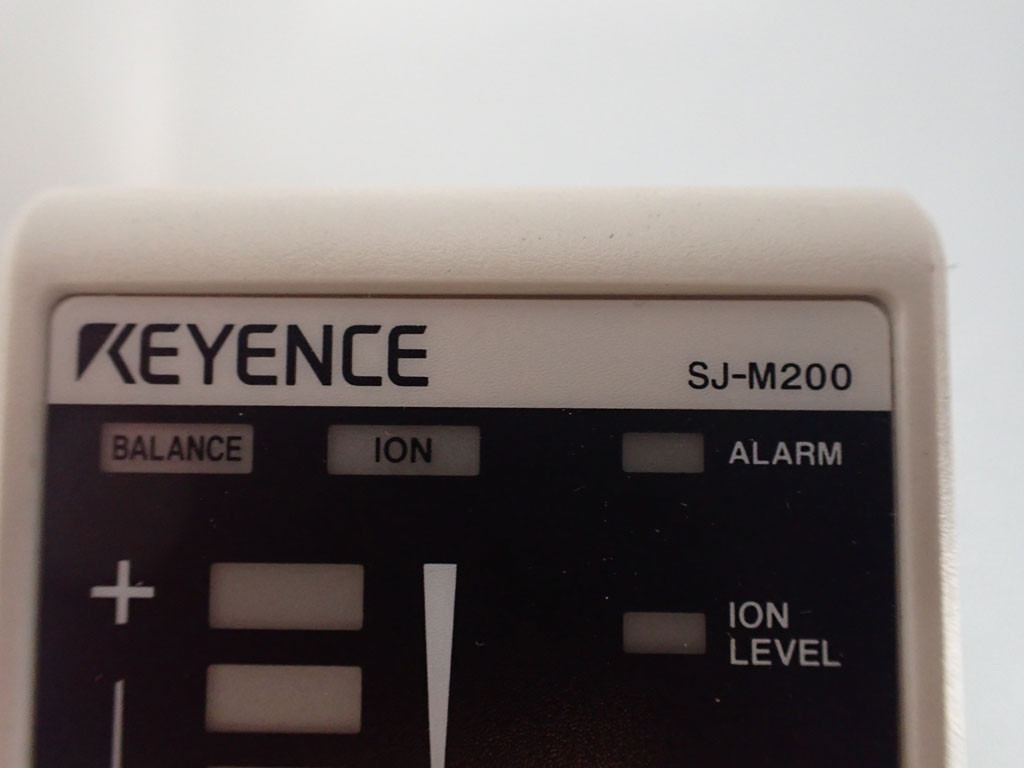 KEYENCE
SJ-M200
BALANCE
ION
ALARM
+
ION
LEVEL